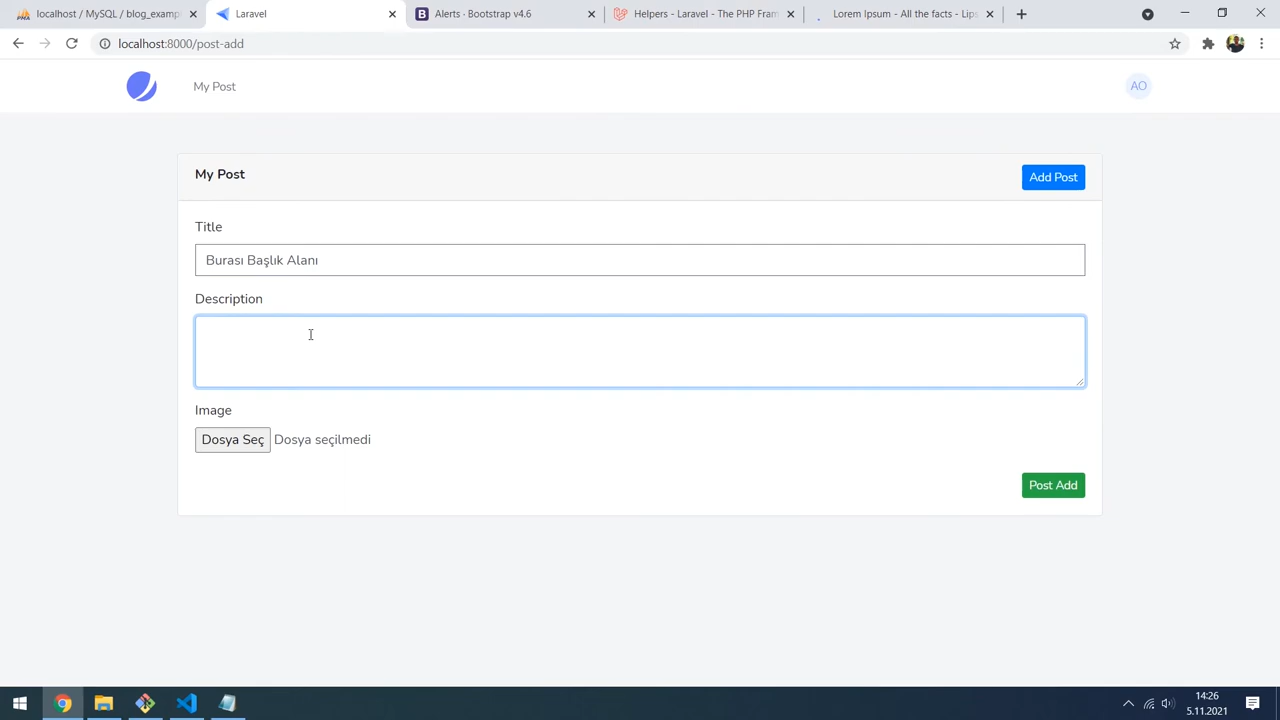 localhost / MySQL / blog_examp
Laravel
Alerts · Bootstrap v4.6
Helpers - Laravel - The PHP Fram
Lorem Ipsum - All the facts - Lips
localhost:8000/post-add
My Post
AO
My Post
Add Post
Title
Burası Başlık Alanı
Description
Image
Dosya Seç Dosya seçilmedi
Post Add
14:26
5.11.2021